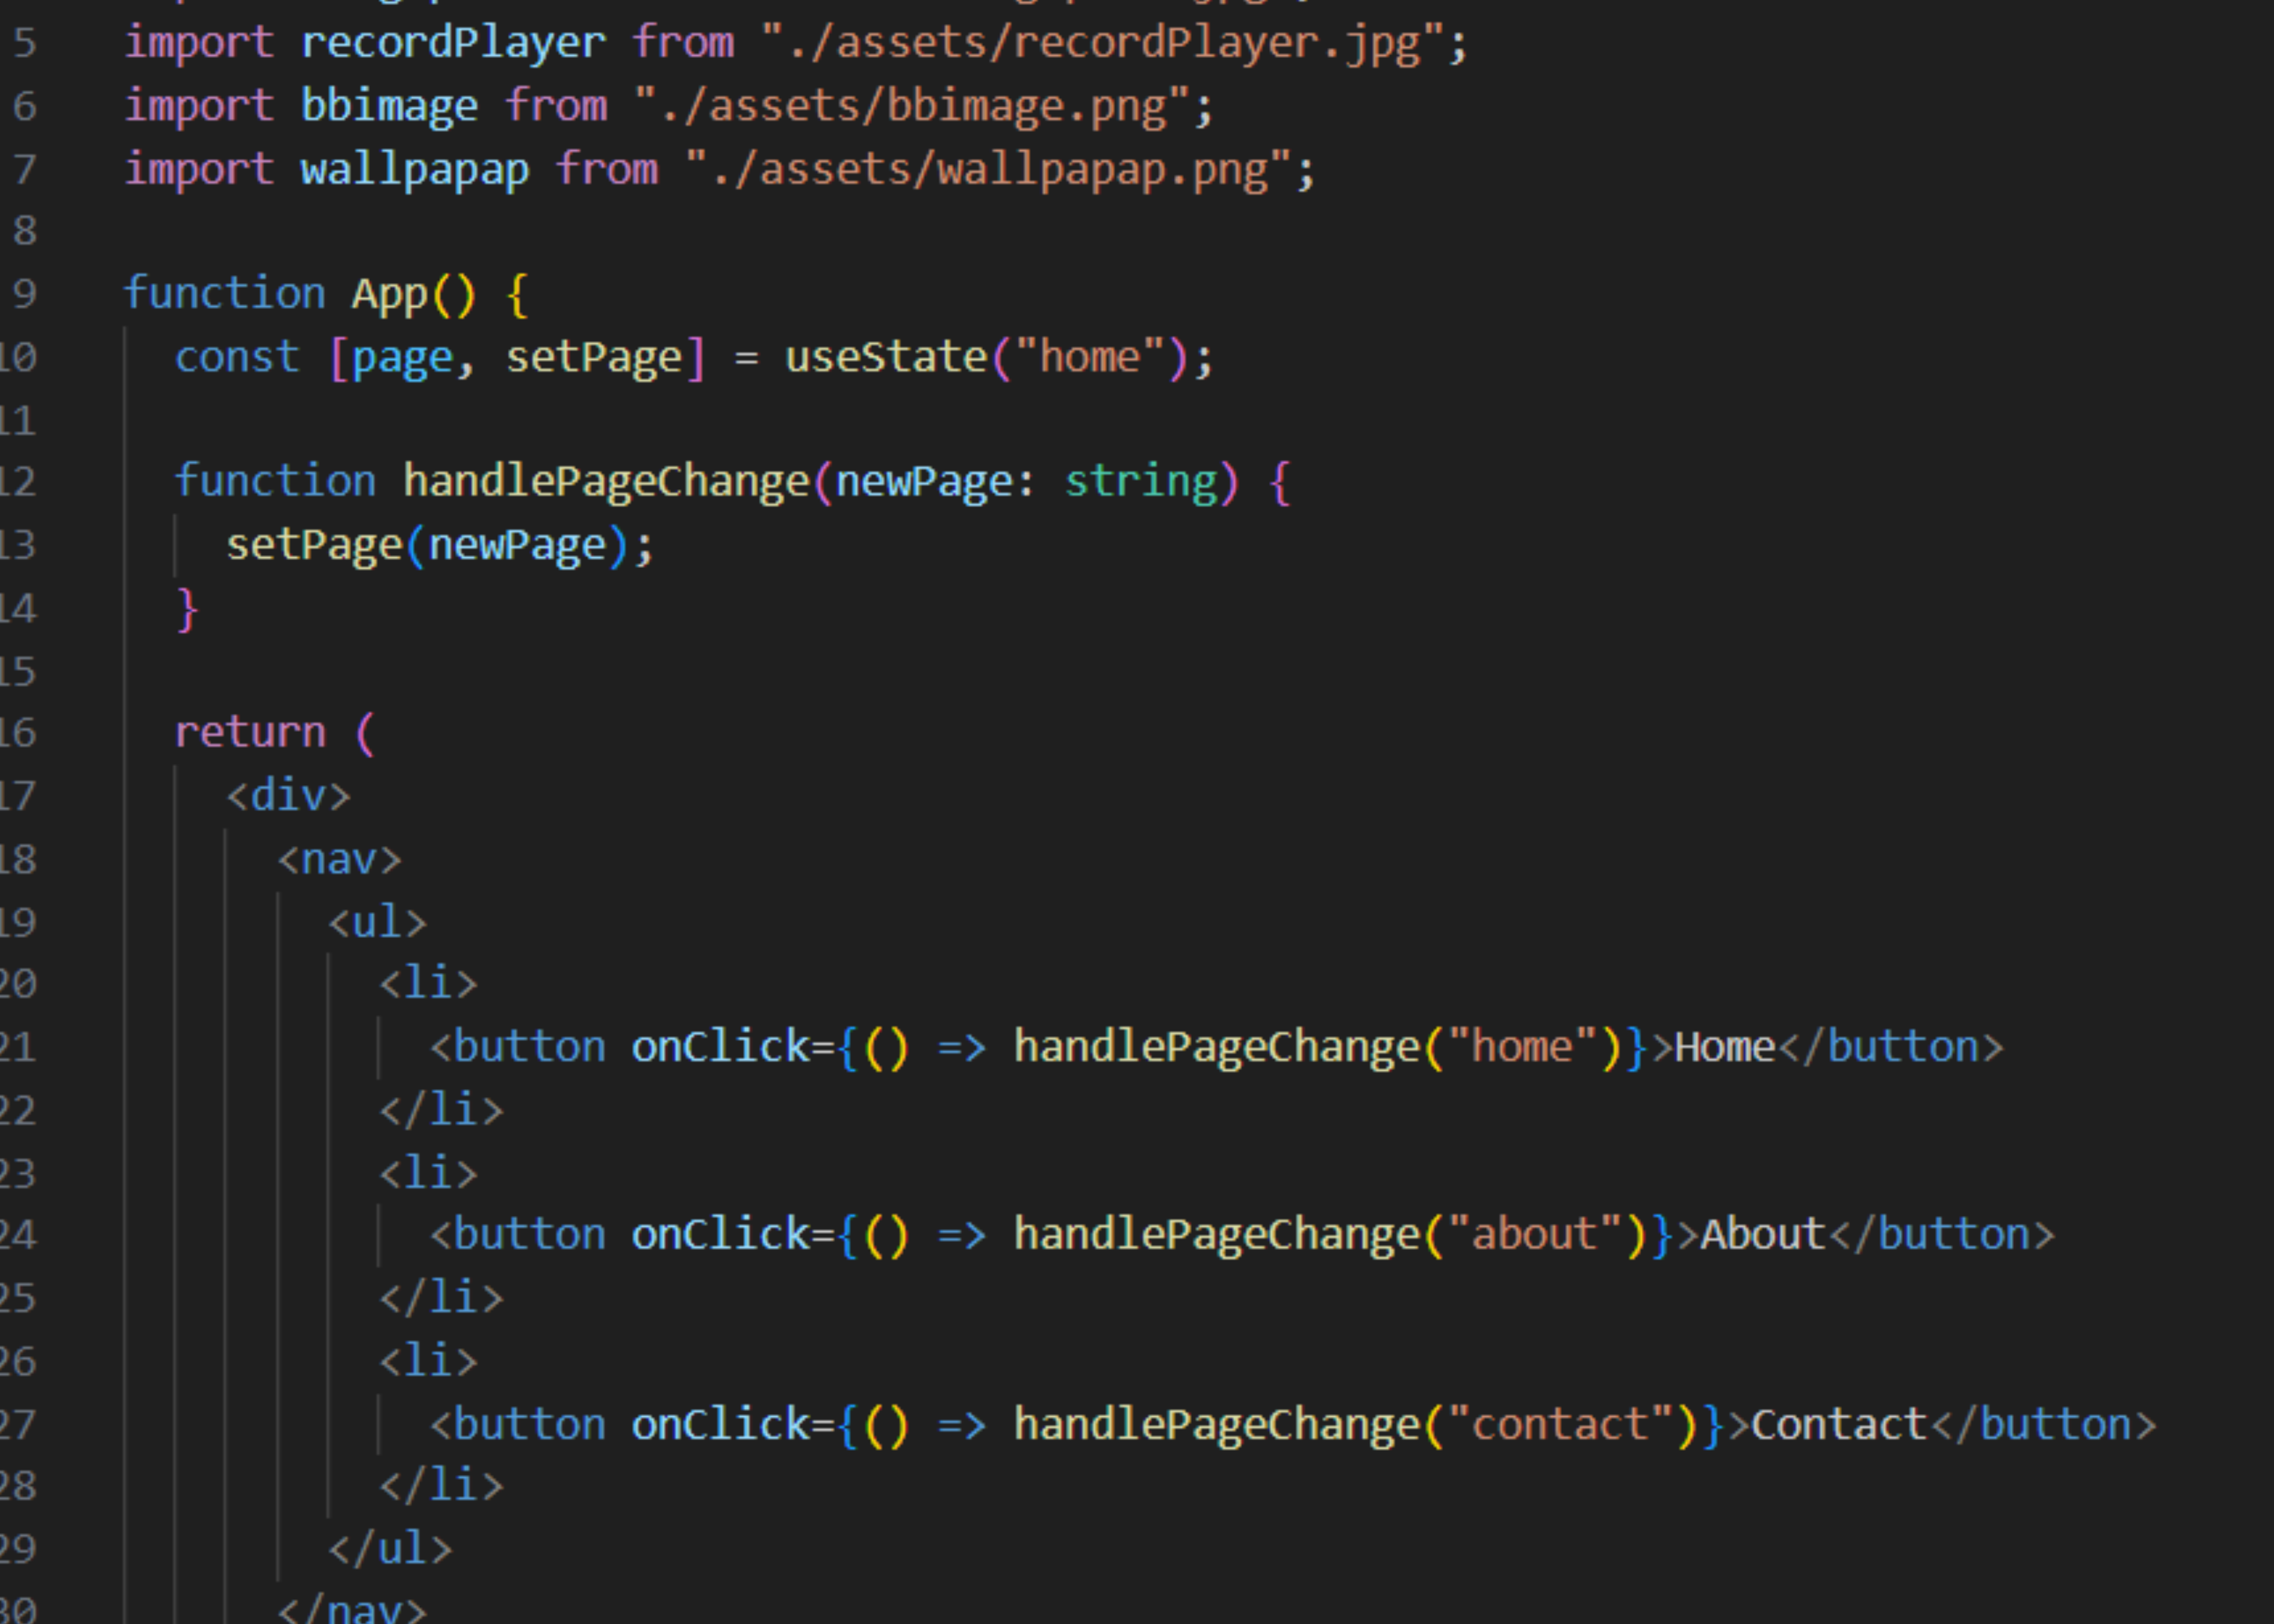 5 import recordPlayer from "./assets/recordPlayer.jpg";
6 import bbimage from "./assets/bbimage.png";
7 import wallpapap from "./assets/wallpapap.png";
8
9 function App() {
10 const [page, setPage] = useState("home");
11
12 function handlePageChange(newPage: string) {
13 setPage(newPage);
14 }
15
16 return (
17 <div>
18 <nav>
19 <ul>
20 <li>
21 <button onClick={() => handlePageChange("home")}>Home</button>
22 </li>
23 <li>
24 <button onClick={() => handlePageChange("about")}>About</button>
25 </li>
26 <li>
27 <button onClick={() => handlePageChange("contact")}>Contact</button>
28 </li>
29 </ul>
30 </nav>